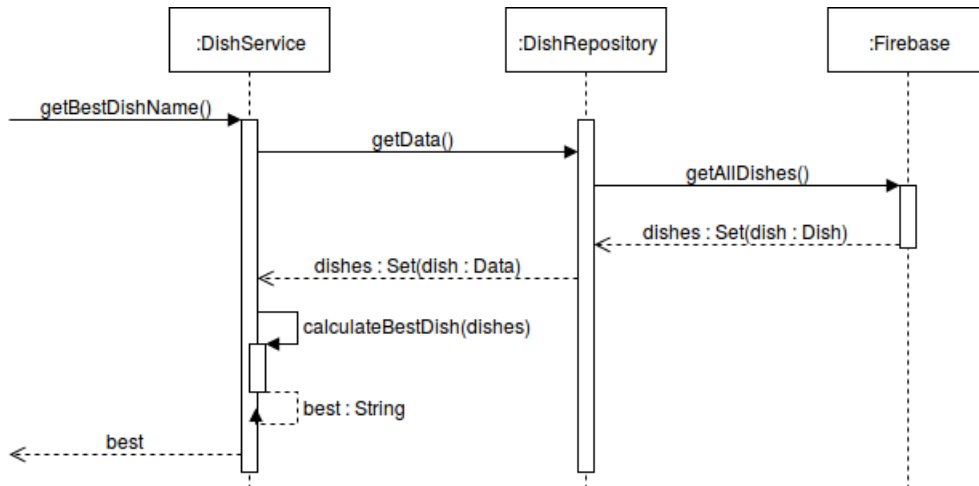 :DishService
:DishRepository
:Firebase
getBestDishName()
getData()
getAllDishes()
dishes : Set(dish : Dish)
dishes : Set(dish : Data)
calculateBestDish(dishes)
best : String
best